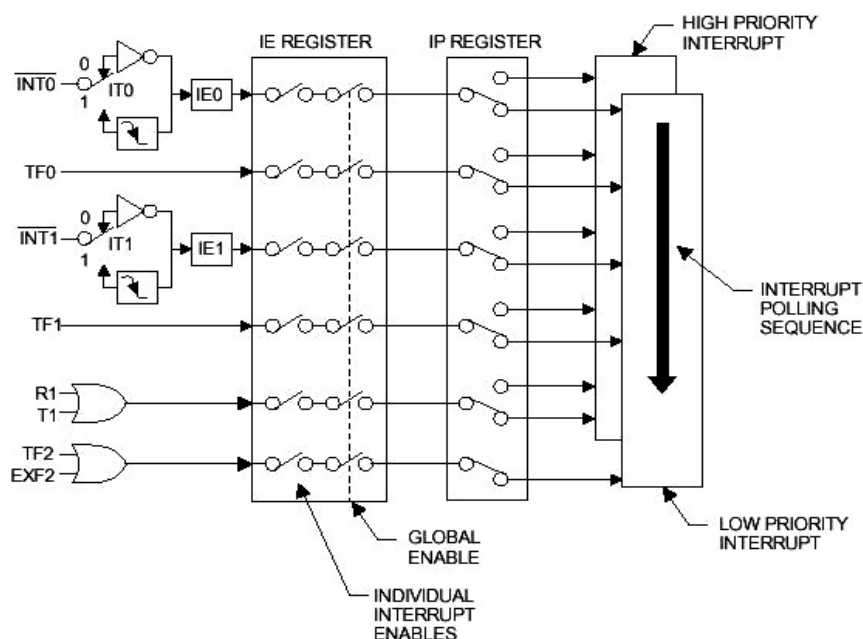 HIGH PRIORITY
INTERRUPT
IE REGISTER
IP REGISTER
0
INT0
IT0
1
IE0
TF0
0
INT1
IT1
1
IE1
INTERRUPT
POLLING
SEQUENCE
TF1
R1
T1
TF2
EXF2
GLOBAL
ENABLE
LOW PRIORITY
INTERRUPT
INDIVIDUAL
INTERRUPT
ENABLES